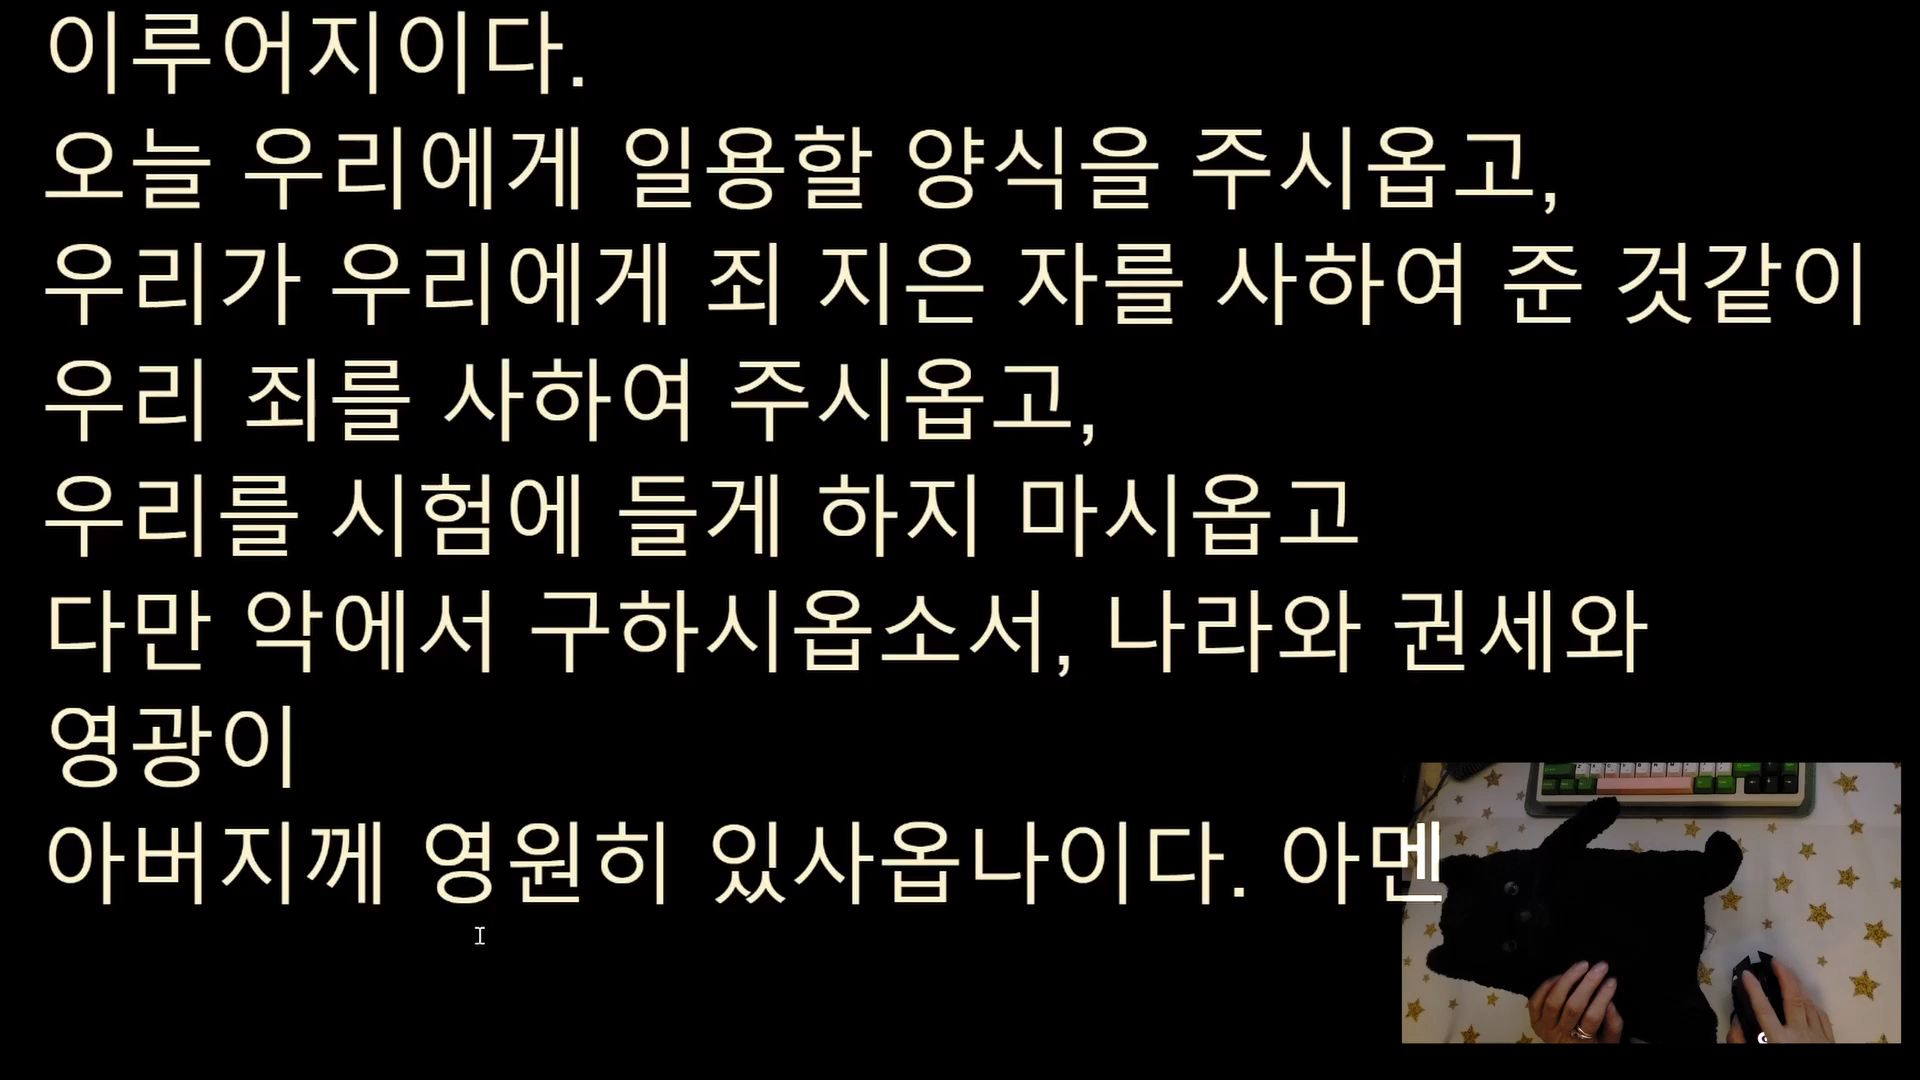 이루어지이다.
오늘 우리에게 일용할 양식을 주시옵고,
우리가 우리에게 죄 지은 자를 사하여 준 것같이
우리 죄를 사하여 주시옵고,
우리를 시험에 들게 하지 마시옵고
다만 악에서 구하시옵소서, 나라와 권세와
영광이
아버지께 영원히 있사옵나이다. 아멘